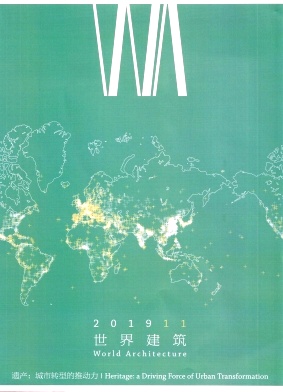 WA
2019 11
世界建筑
World Architecture
遗产：城市转型的推动力 | Heritage: a Driving Force of Urban Transformation